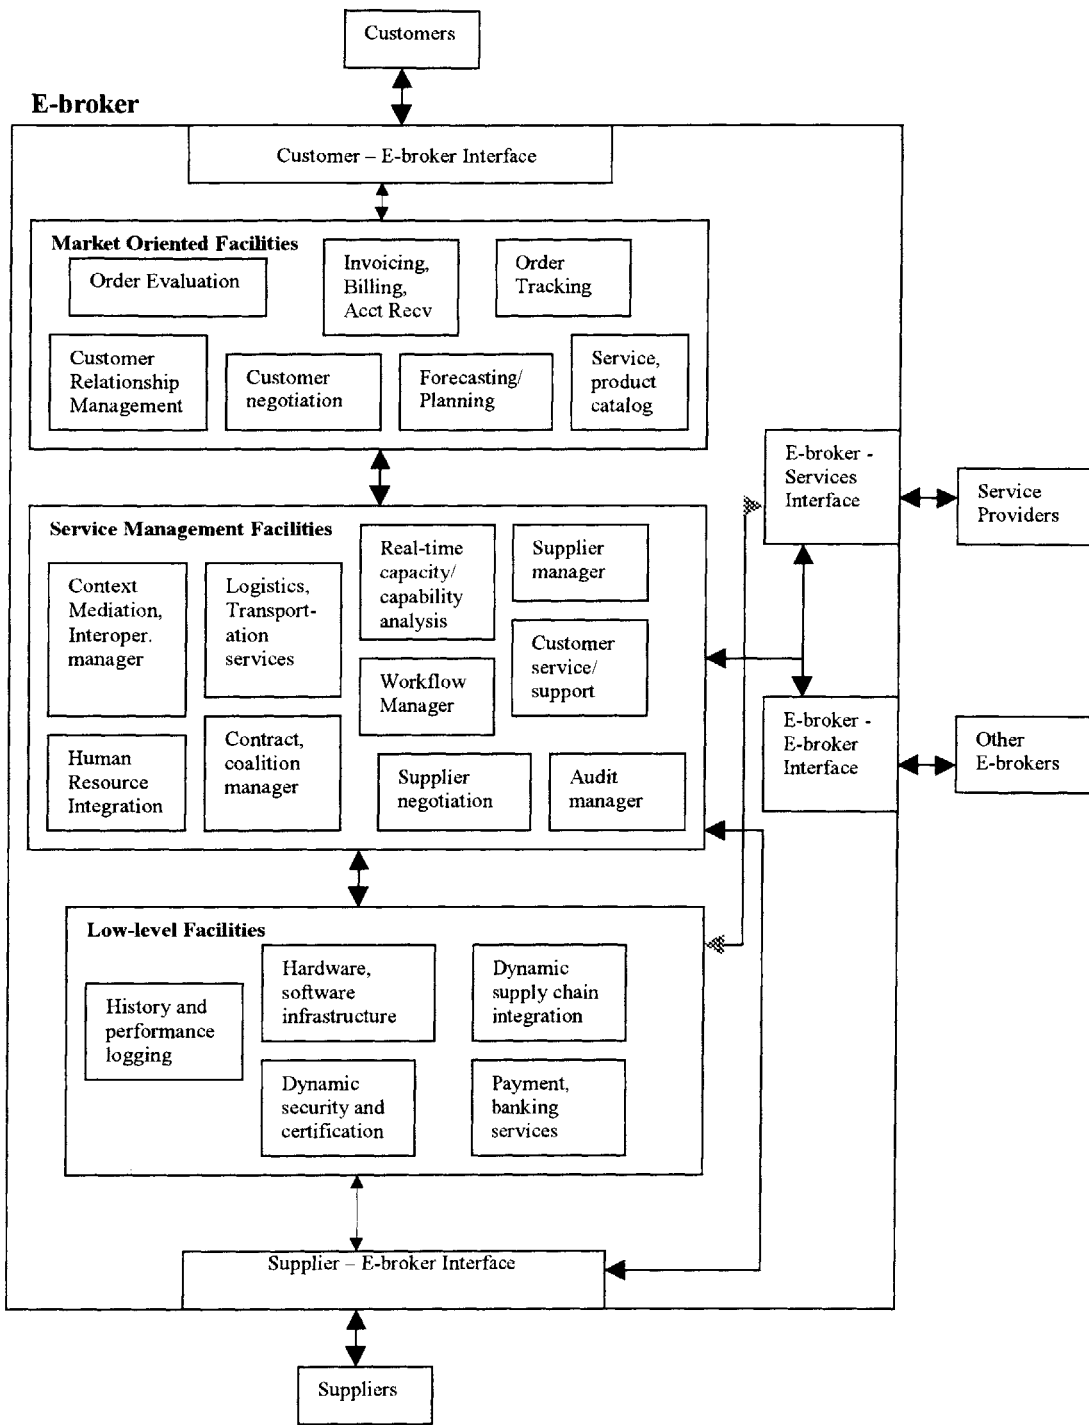 Customers
E-broker
Customer – E-broker Interface
Market Oriented Facilities
Order Evaluation
Invoicing,
Billing,
Acct Recv
Order
Tracking
Customer
Relationship
Management
Customer
negotiation
Forecasting/
Planning
Service,
product
catalog
E-broker -
Services
Interface
Service
Providers
Service Management Facilities
Context
Mediation,
Interoper.
manager
Logistics,
Transport-
ation
services
Real-time
capacity/
capability
analysis
Supplier
manager
Customer
service/
support
Workflow
Manager
Human
Resource
Integration
Contract,
coalition
manager
Supplier
negotiation
Audit
manager
E-broker -
E-broker
Interface
Other
E-brokers
Low-level Facilities
History and
performance
logging
Hardware,
software
infrastructure
Dynamic
supply chain
integration
Dynamic
security and
certification
Payment,
banking
services
Supplier – E-broker Interface
Suppliers